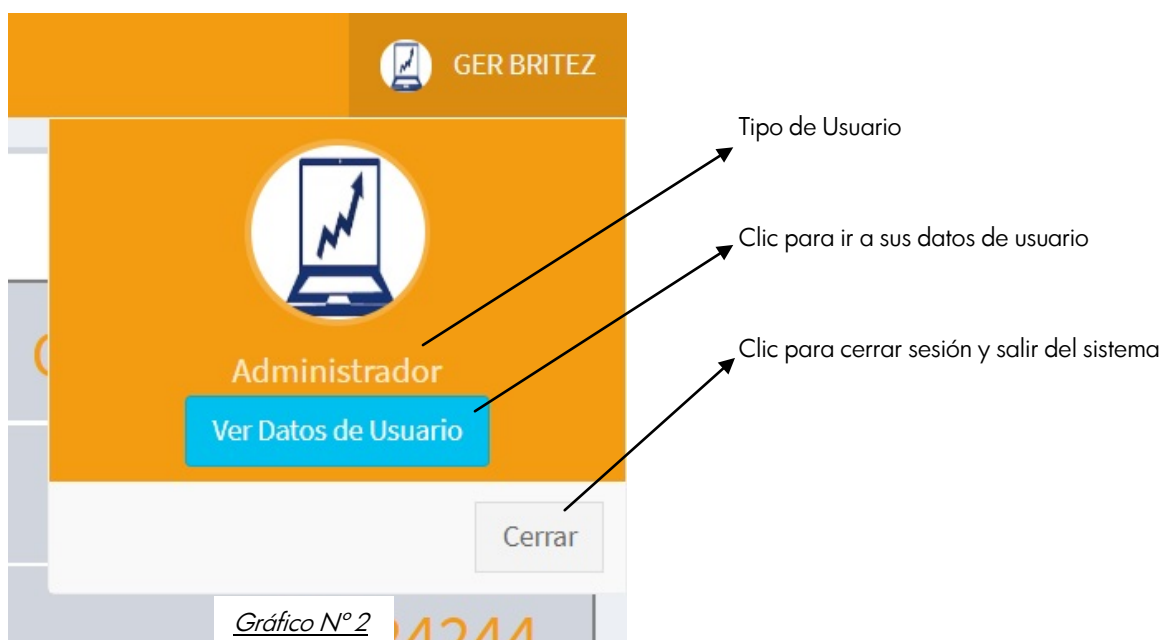 GER BRITEZ
Tipo de Usuario
Clic para ir a sus datos de usuario
Clic para cerrar sesión y salir del sistema
Administrador
Ver Datos de Usuario
Cerrar
Gráfico N° 2